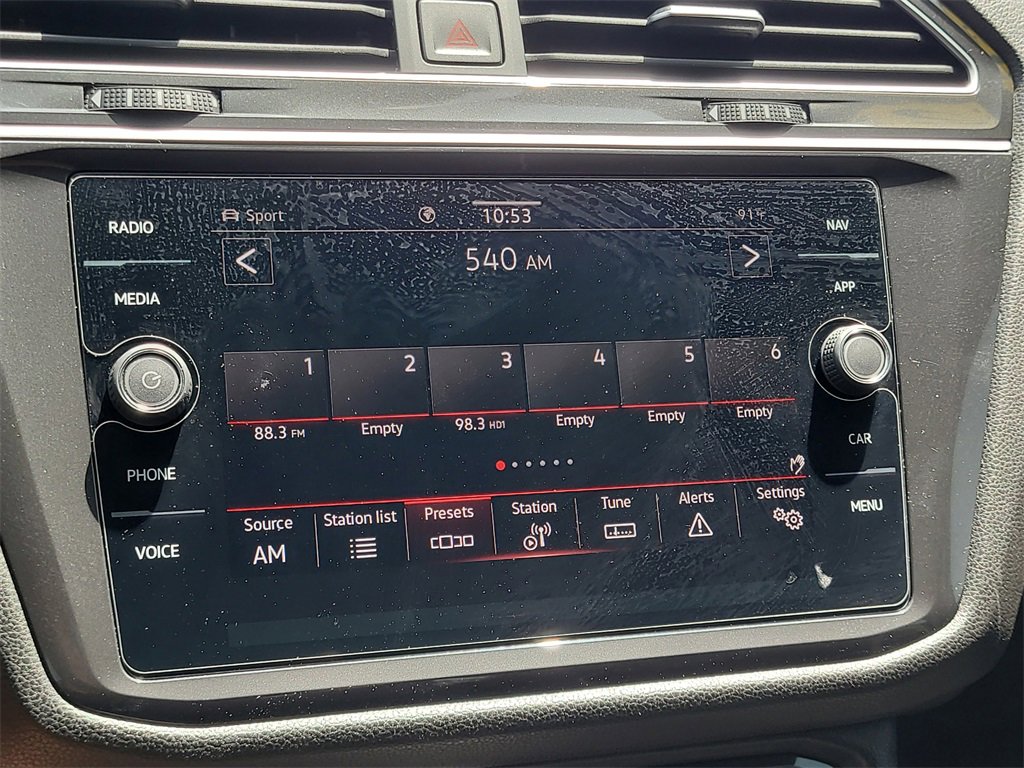 RADIO
MEDIA
PHONE
VOICE
Sport
10:53
91°F
540 AM
1
2
3
4
5
6
88.3 FM
Empty
98.3 HD1
Empty
Empty
Empty
Source
AM
Station list
Presets
Station
Tune
Alerts
Settings
NAV
APP
CAR
MENU